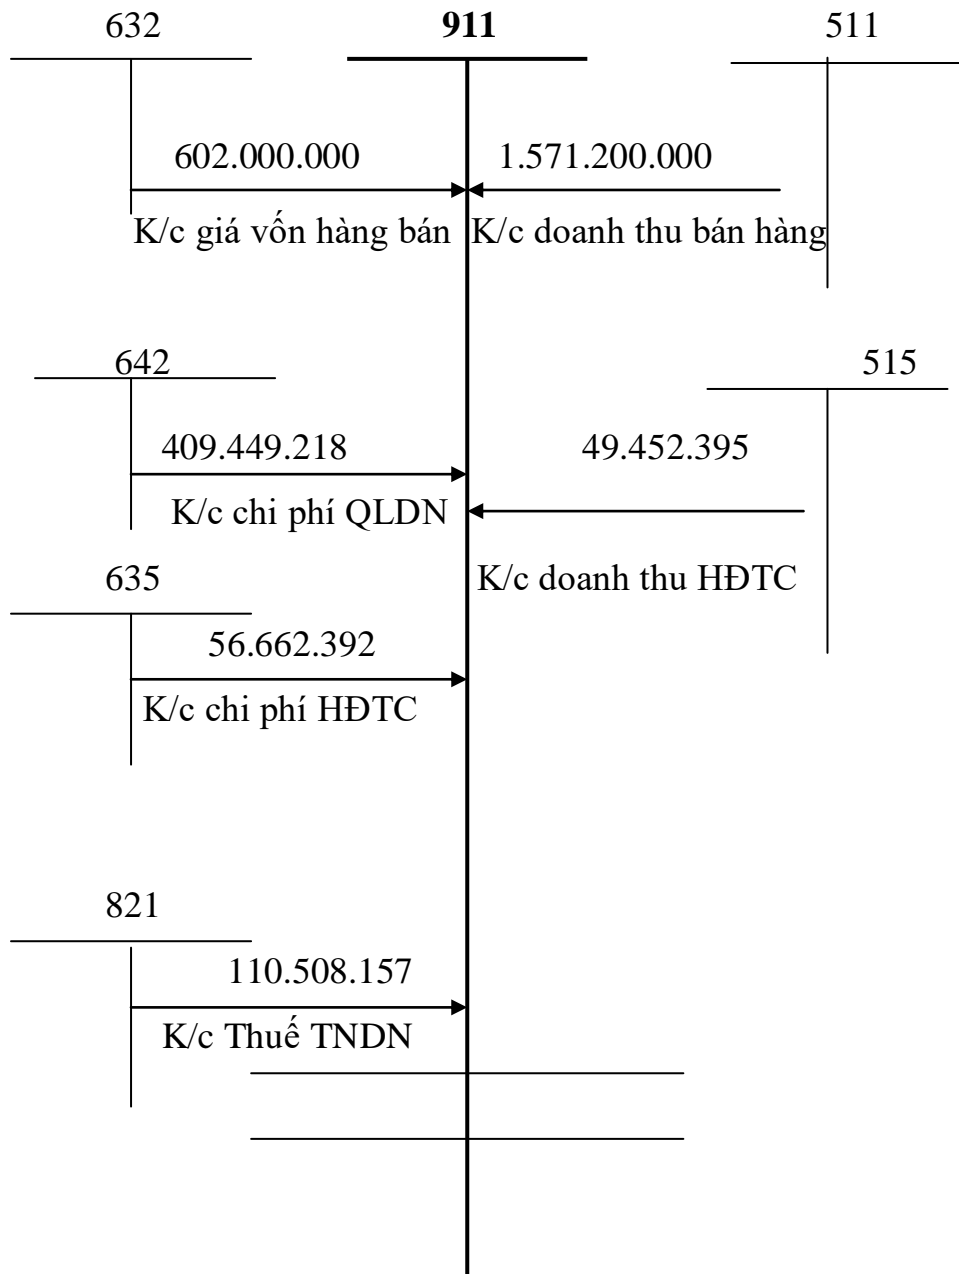 632
911
511
602.000.000
1.571.200.000
K/c giá vốn hàng bán
K/c doanh thu bán hàng
642
515
409.449.218
49.452.395
K/c chi phí QLDN
635
K/c doanh thu HĐTC
56.662.392
K/c chi phí HĐTC
821
110.508.157
K/c Thuế TNDN